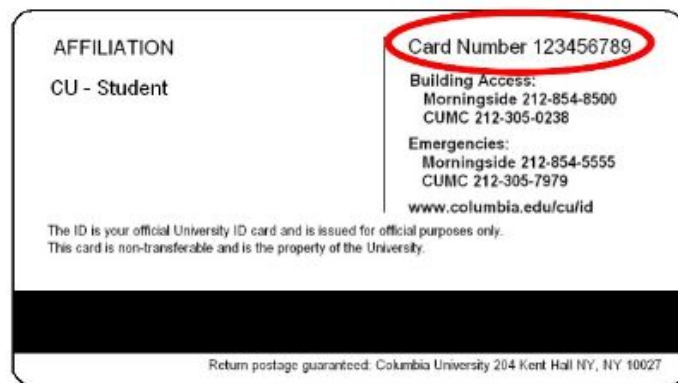 AFFILIATION
CU - Student
Card Number 123456789
Building Access:
Morningside 212-854-8500
CUMC 212-305-0238
Emergencies:
Morningside 212-854-5555
CUMC 212-305-7979
www.columbia.edu/cu/id
The ID is your official University ID card and is issued for official purposes only.
This card is non-transferable and is the property of the University.
Return postage guaranteed: Columbia University 204 Kent Hall NY, NY 10027